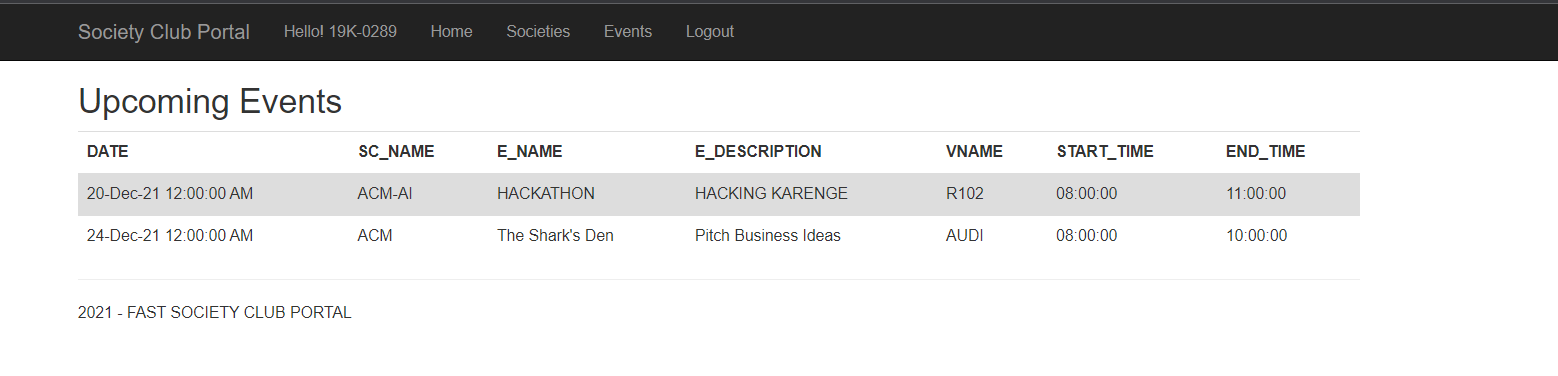 Society Club Portal Hello! 19K-0289 Home Societies Events Logout
Upcoming Events
DATE SC_NAME E_NAME E_DESCRIPTION VNAME START_TIME END_TIME
20-Dec-21 12:00:00 AM ACM-AI HACKATHON HACKING KARENGE R102 08:00:00 11:00:00
24-Dec-21 12:00:00 AM ACM The Shark's Den Pitch Business Ideas AUDI 08:00:00 10:00:00
2021 - FAST SOCIETY CLUB PORTAL